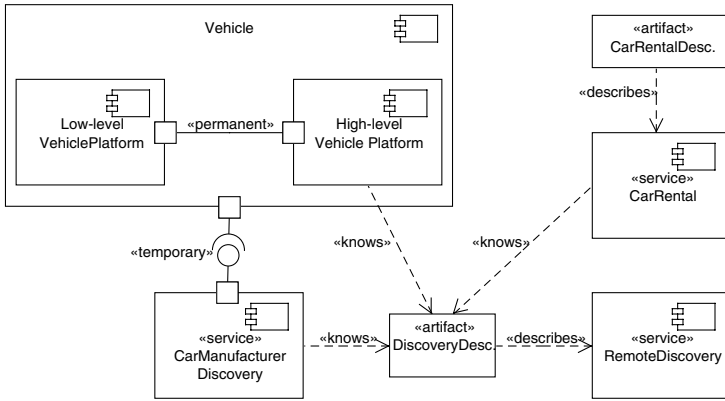 Vehicle
«artifact»
CarRentalDesc.
«describes»
Low-level
VehiclePlatform
«permanent»
High-level
Vehicle Platform
«service»
CarRental
«temporary»
«knows»
«knows»
«service»
CarManufacturer
Discovery
«knows»
«artifact»
DiscoveryDesc.
«describes»
«service»
RemoteDiscovery